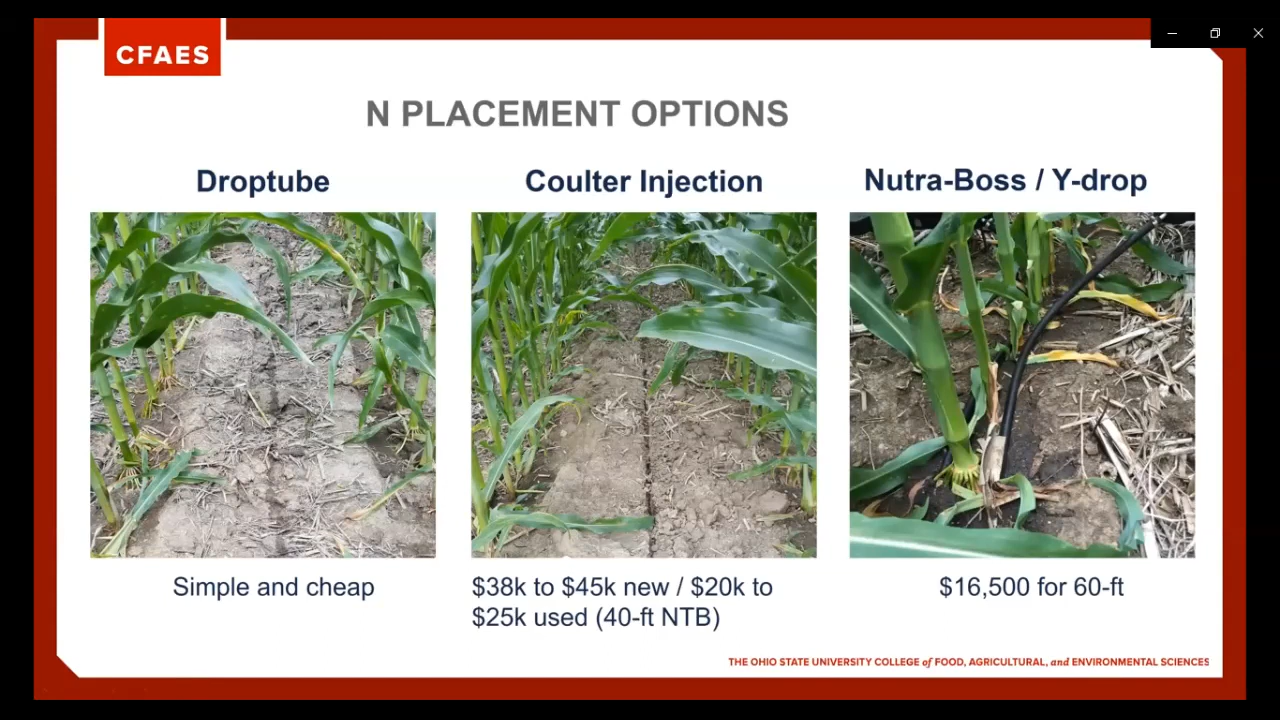 CFAES
N PLACEMENT OPTIONS
Droptube
Coulter Injection
Nutra-Boss / Y-drop
Simple and cheap
$38k to $45k new / $20k to
$25k used (40-ft NTB)
$16,500 for 60-ft
THE OHIO STATE UNIVERSITY COLLEGE of FOOD, AGRICULTURAL, and ENVIRONMENTAL SCIENCES